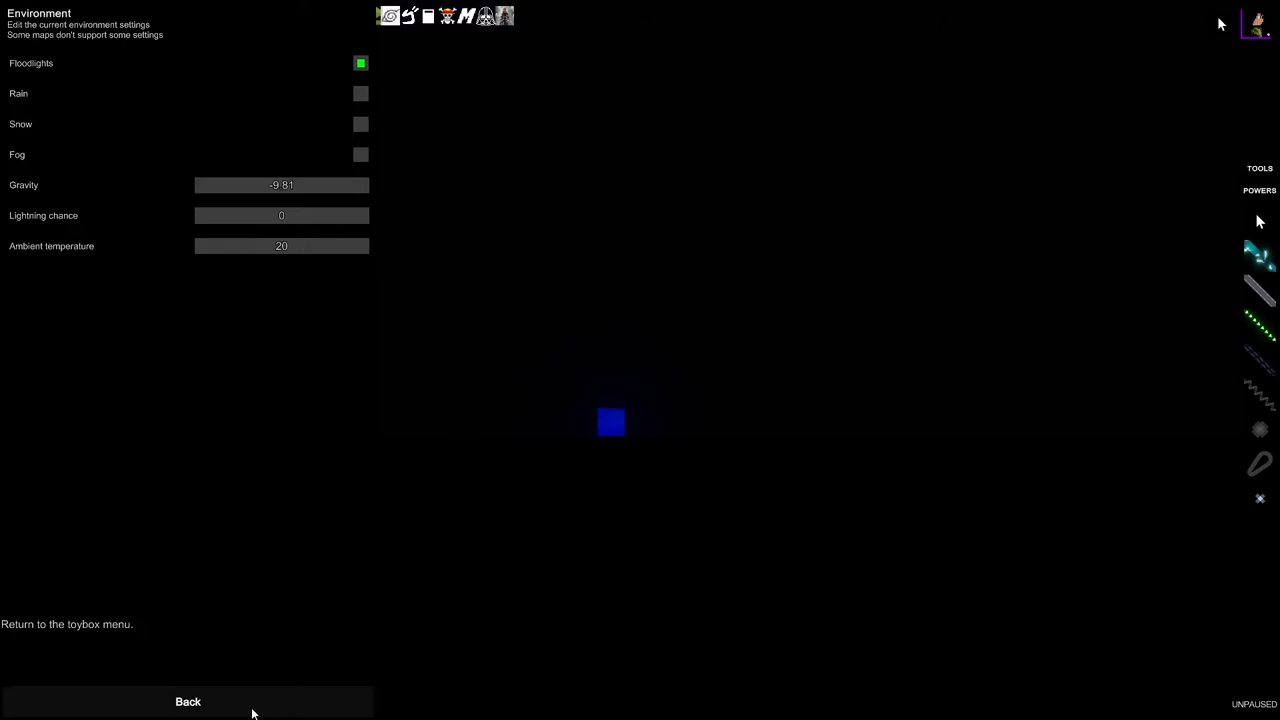 Environment
Edit the current environment settings
Some maps don't support some settings
Floodlights
Rain
Snow
Fog
Gravity
-9.81
Lightning chance
0
Ambient temperature
20
Return to the toybox menu.
Back
TOOLS
POWERS
UNPAUSED